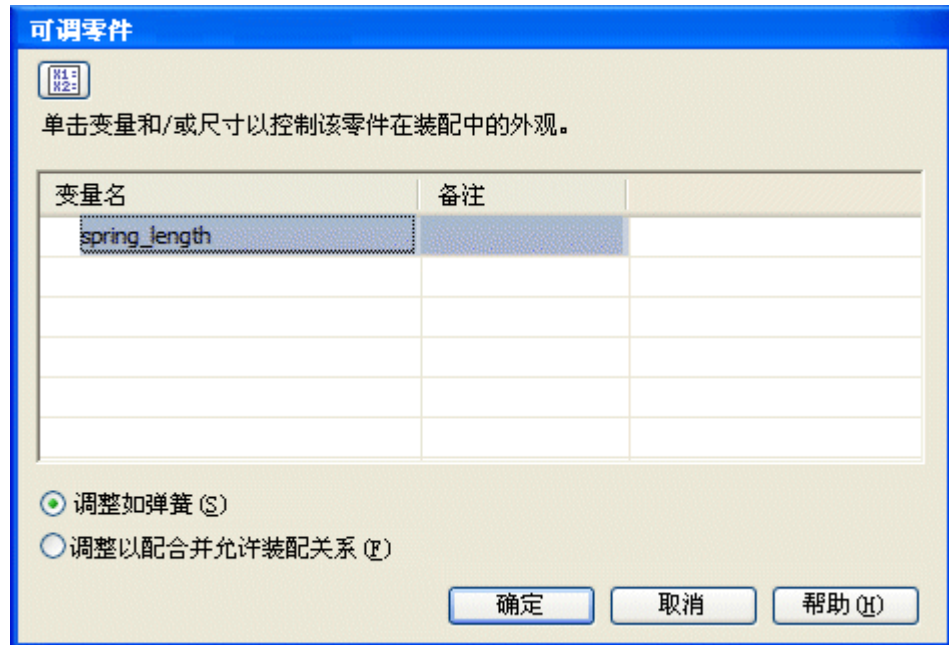 可调零件
X1=
X2=
单击变量和/或尺寸以控制该零件在装配中的外观。
变量名 备注
spring_length
调整如弹簧(S)
调整以配合并允许装配关系(F)
确定 取消 帮助(H)